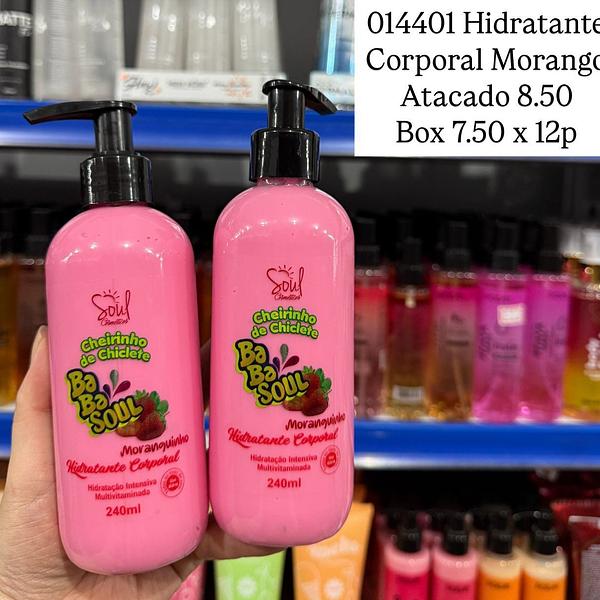 014401 Hidratante
Corporal Morango
Atacado 8.50
Box 7.50 x 12p
Soul
Cosméticos
Cheirinho
de Chiclete
BA
BA
SOUL
Moranguinho
Hidratante Corporal
Hidratação Intensiva
Multivitaminada
240ml
Soul
Cosméticos
Cheirinho
de Chiclete
BA
BA
SOUL
Moranguinho
Hidratante Corporal
Hidratação Intensiva
Multivitaminada
240ml